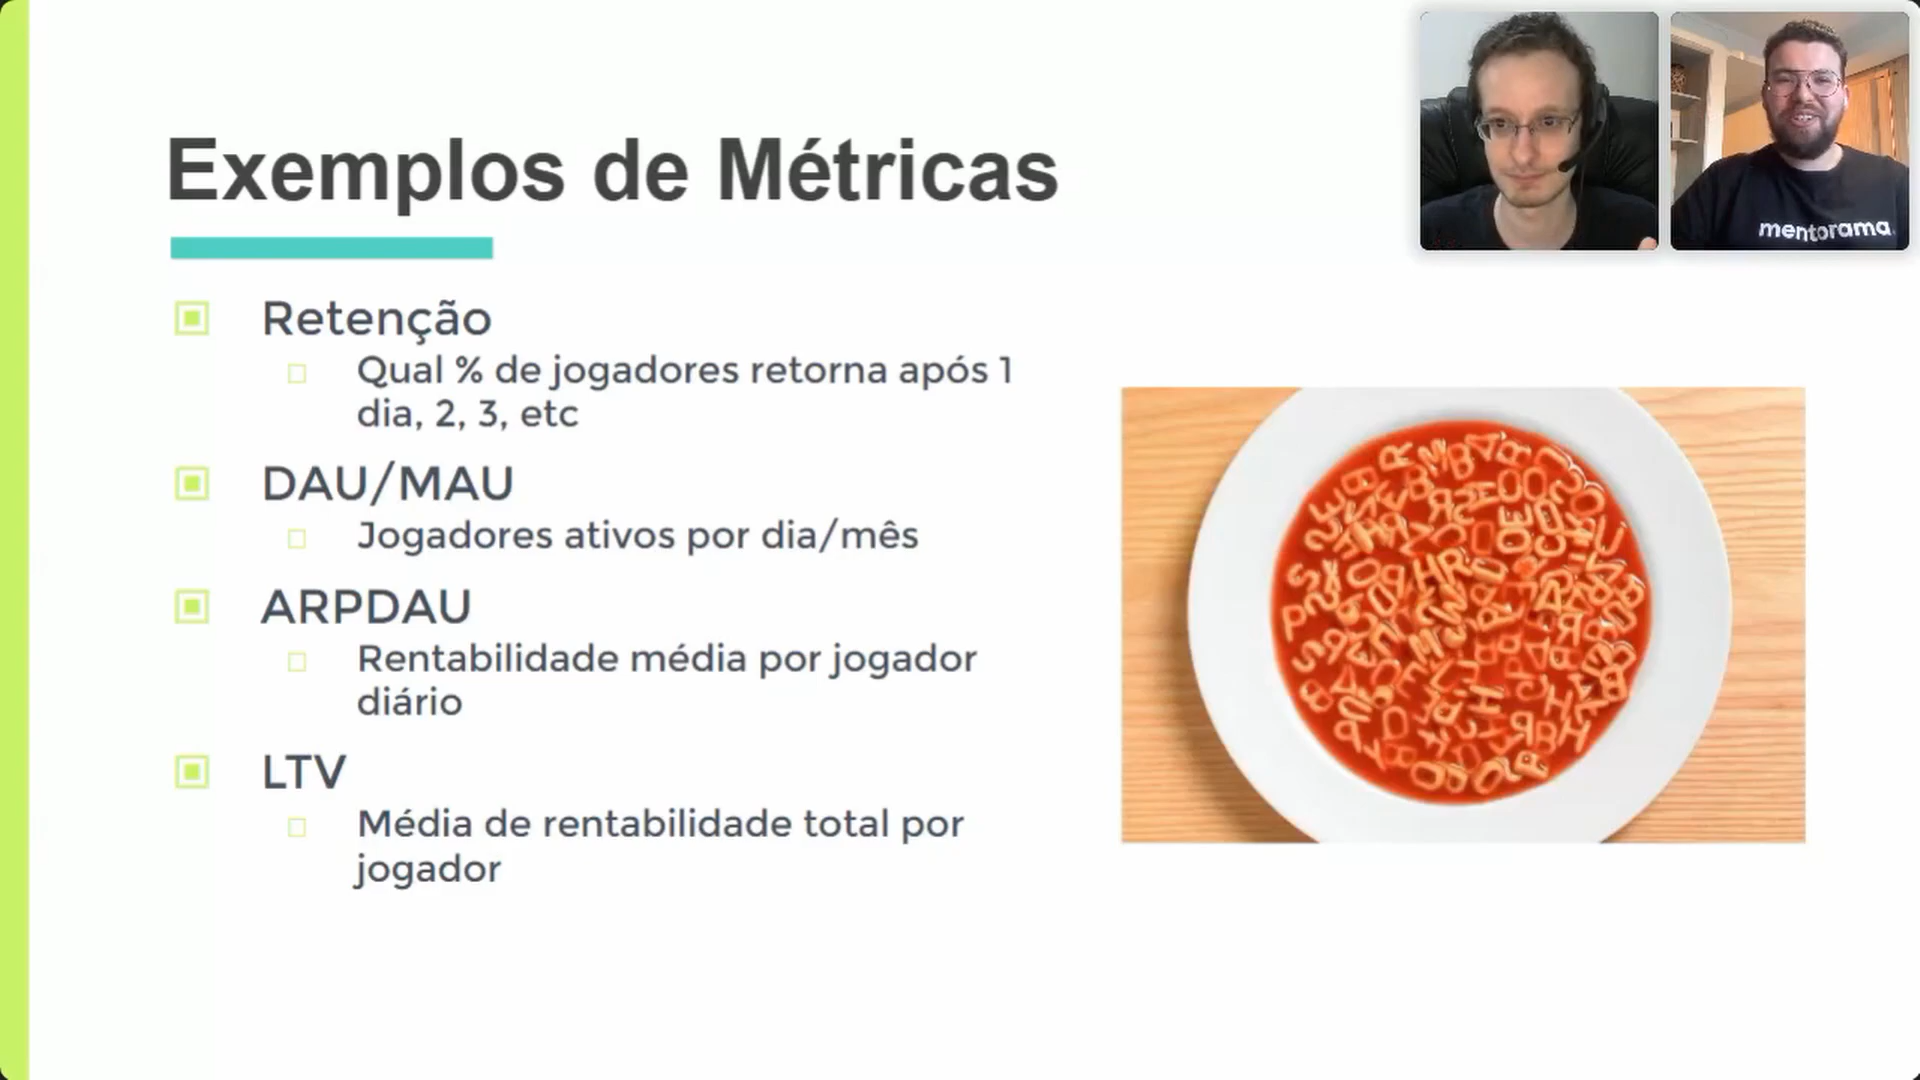 Exemplos de Métricas
mentorama.
Retenção
Qual % de jogadores retorna após 1
dia, 2, 3, etc
DAU/MAU
Jogadores ativos por dia/mês
ARPDAU
Rentabilidade média por jogador
diário
LTV
Média de rentabilidade total por
jogador